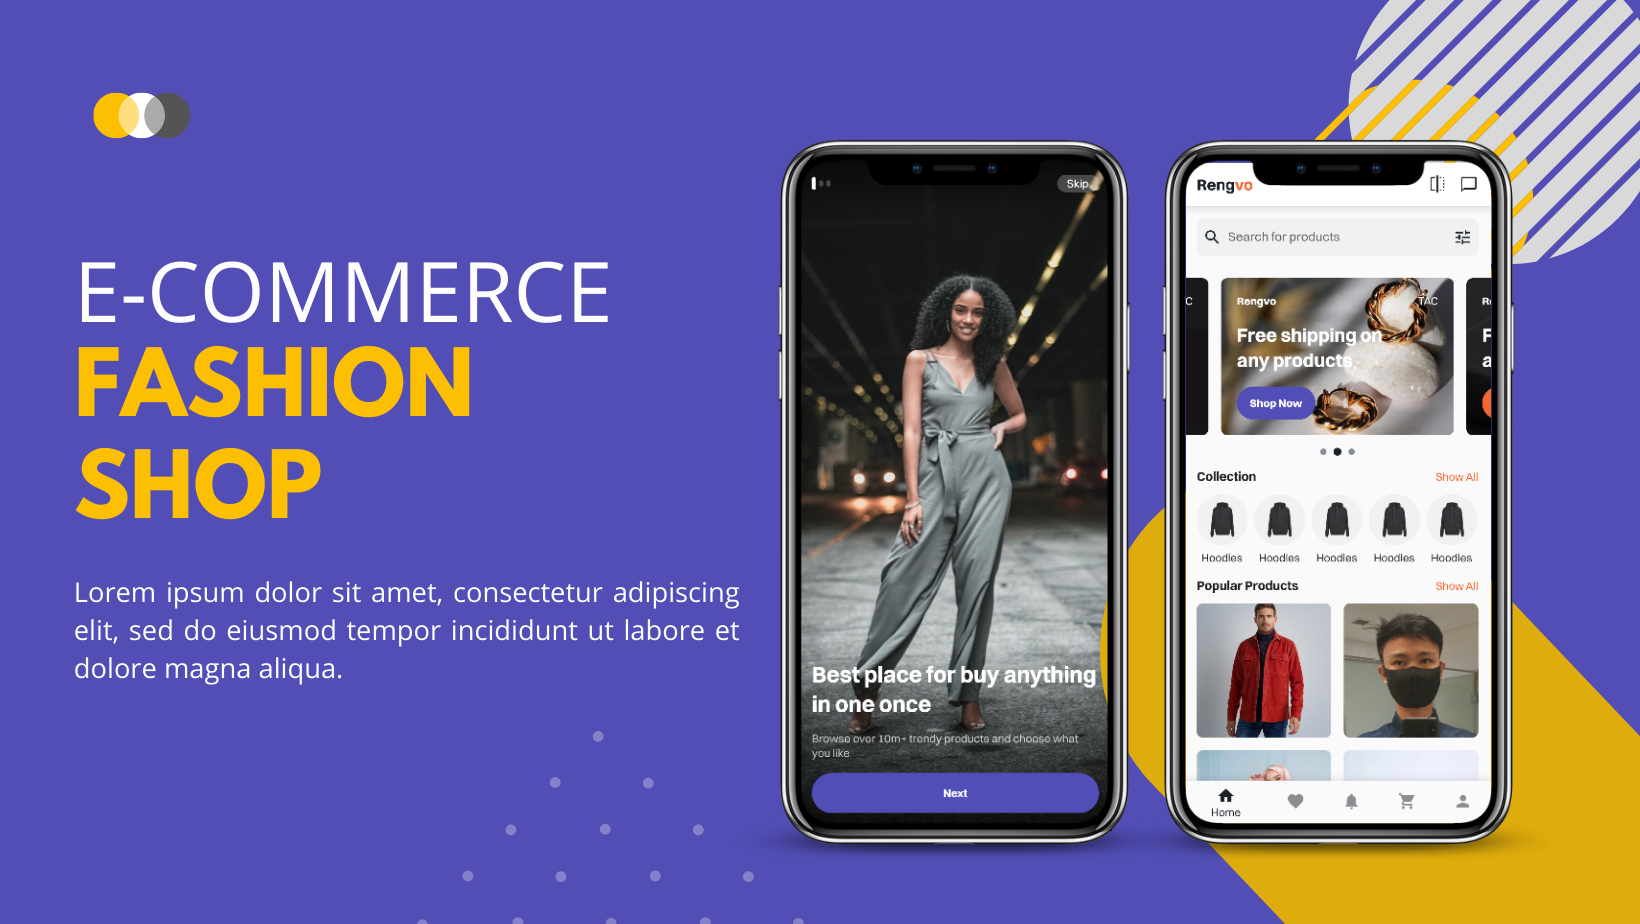 E-COMMERCE
FASHION
SHOP
Lorem ipsum dolor sit amet, consectetur adipiscing
elit, sed do eiusmod tempor incididunt ut labore et
dolore magna aliqua.
Skip
Best place for buy anything
in one once
Browse over 10m+ trendy products and choose what
you like
Next
Rengvo
Search for products
C
Rengvo
TAC
Free shipping on
any products.
Shop Now
R
F
a
Collection
Show All
Hoodles Hoodles Hoodles Hoodles Hoodles
Popular Products
Show All
Home